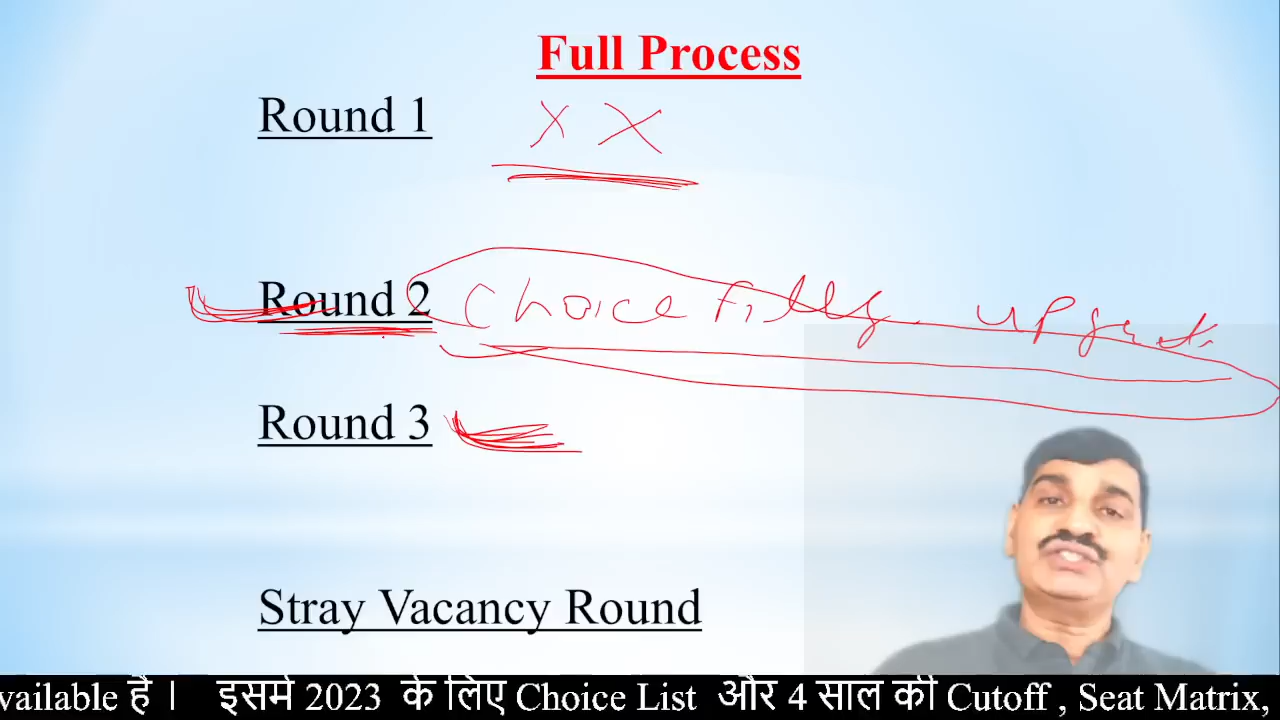 Full Process
Round 1 X X
Round 2 Choice filling upgrade
Round 3
Stray Vacancy Round
vailable है । इसमें 2023 के लिए Choice List और 4 साल की Cutoff , Seat Matrix,